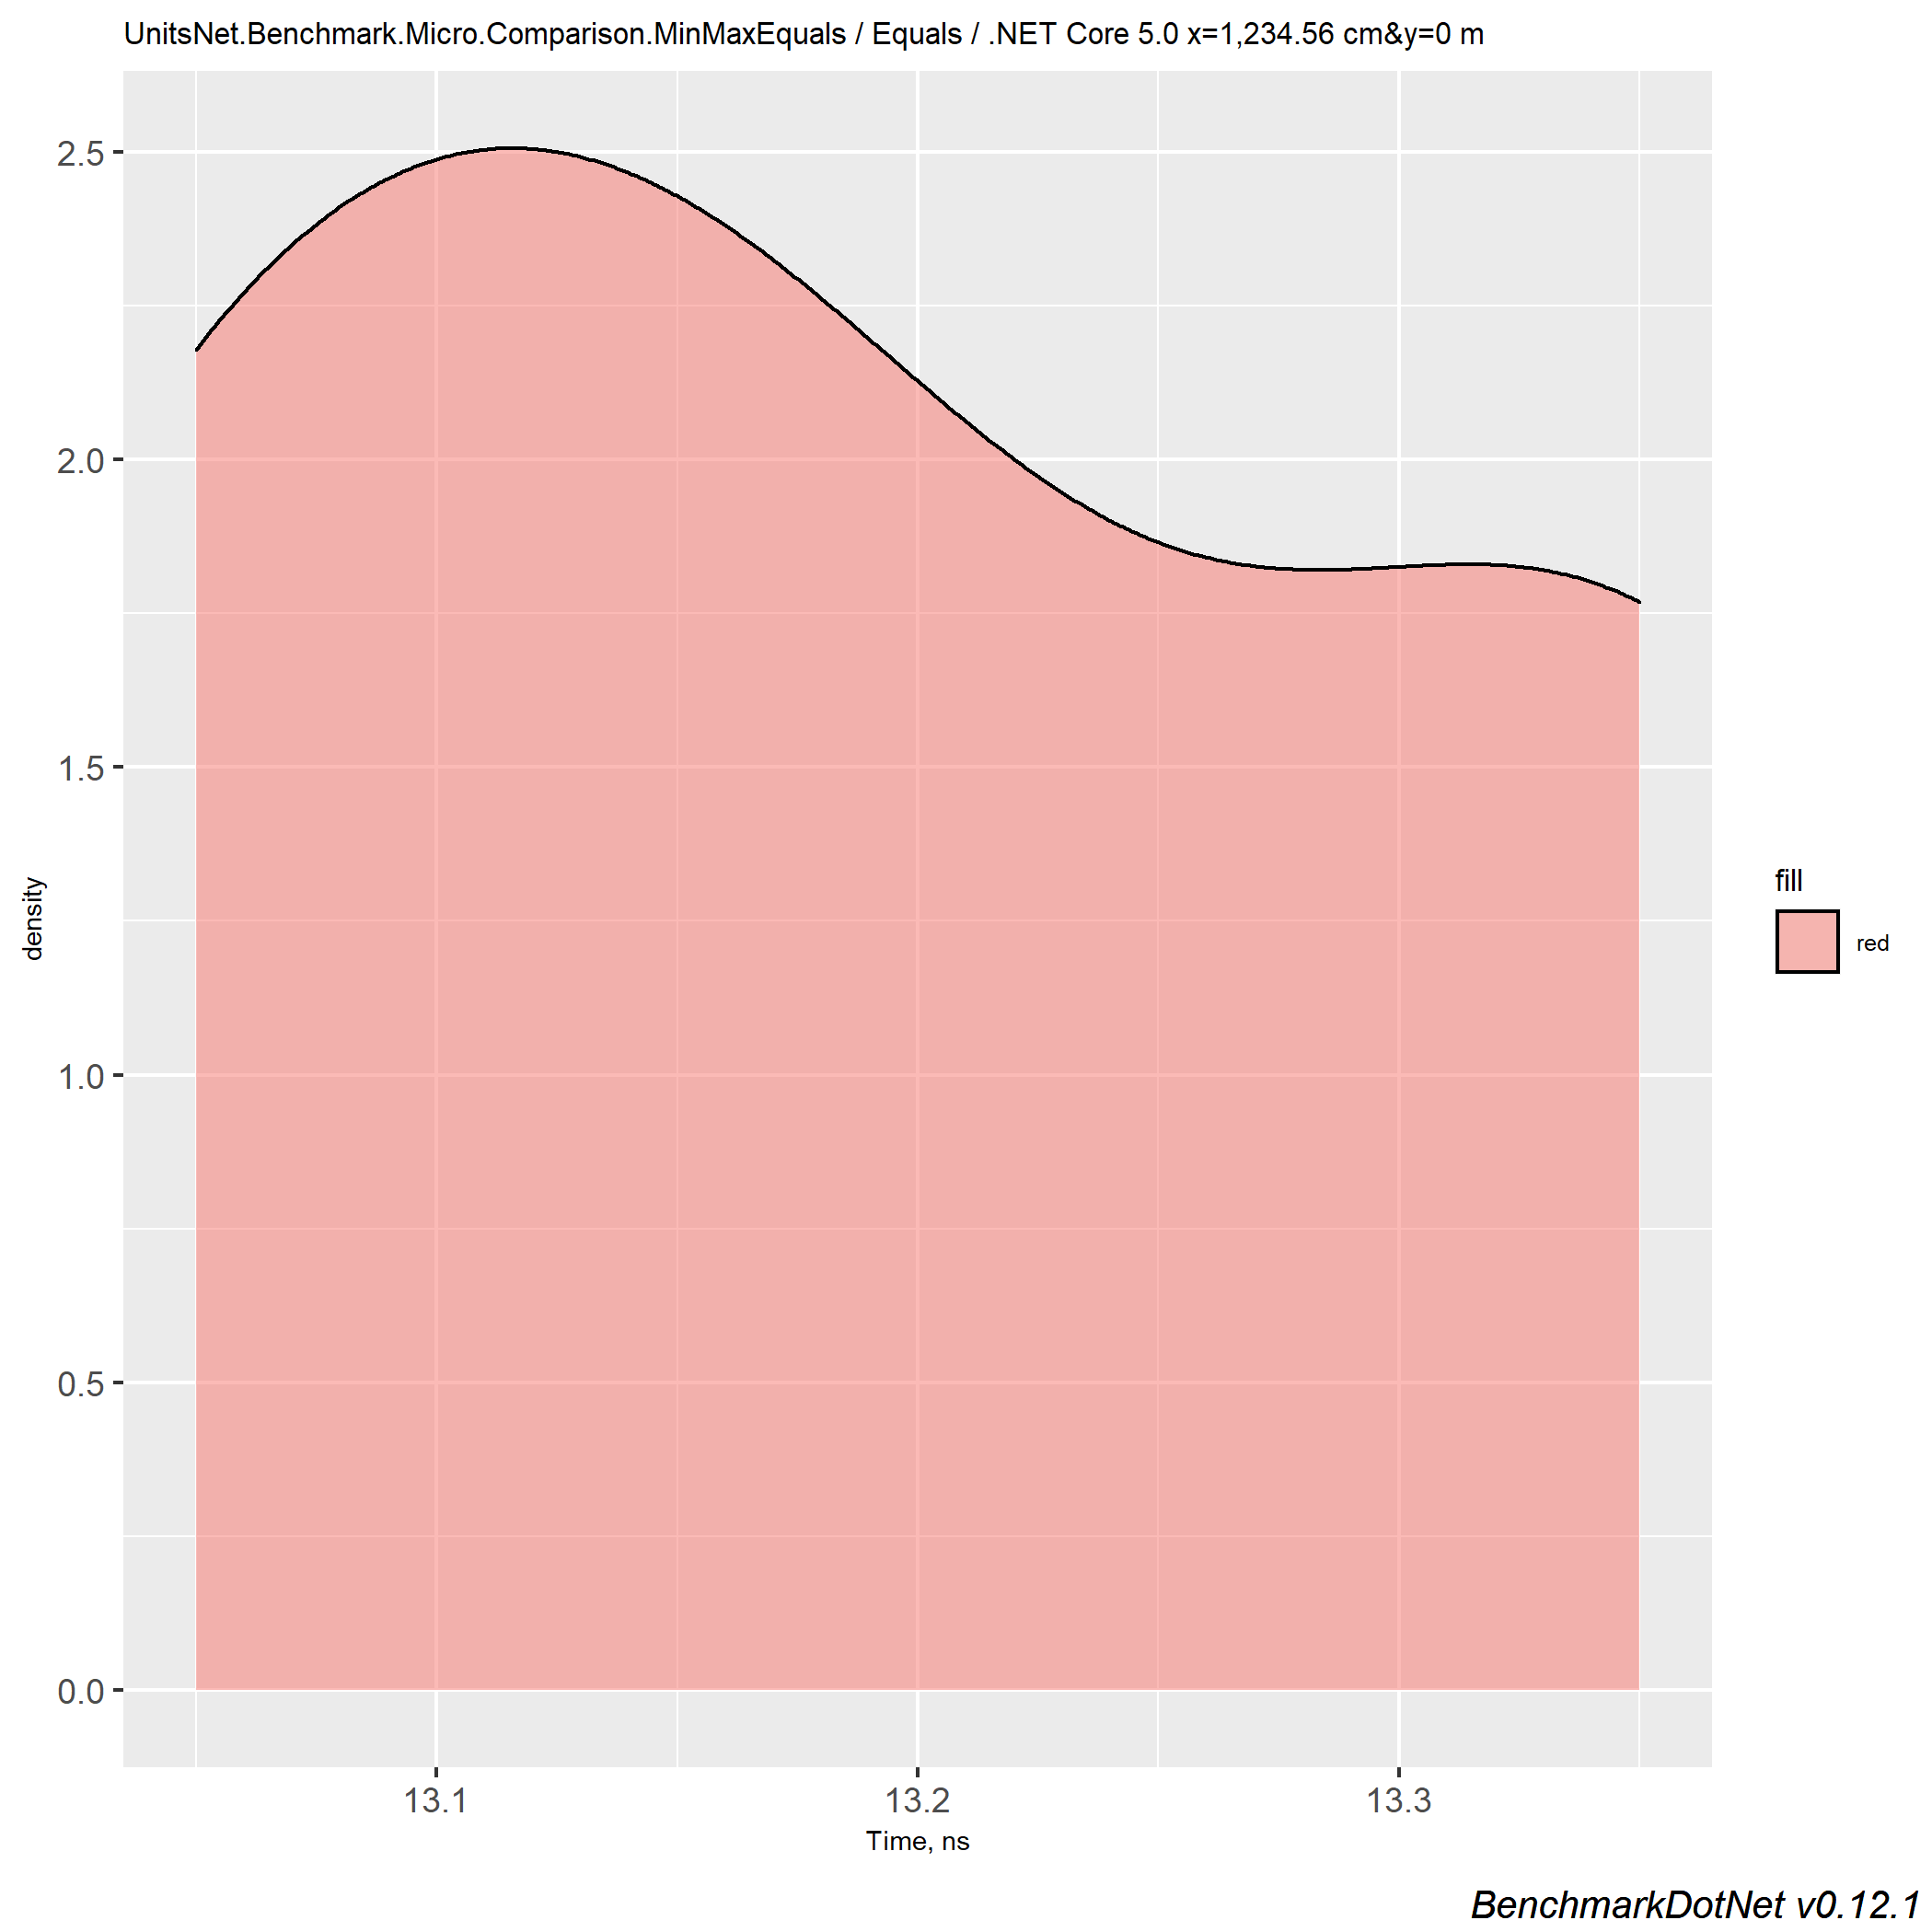 UnitsNet.Benchmark.Micro.Comparison.MinMaxEquals / Equals / .NET Core 5.0 x=1,234.56 cm&y=0 m
2.5
2.0
1.5
1.0
0.5
0.0
density
13.1 13.2 13.3
Time, ns
fill
red
BenchmarkDotNet v0.12.1